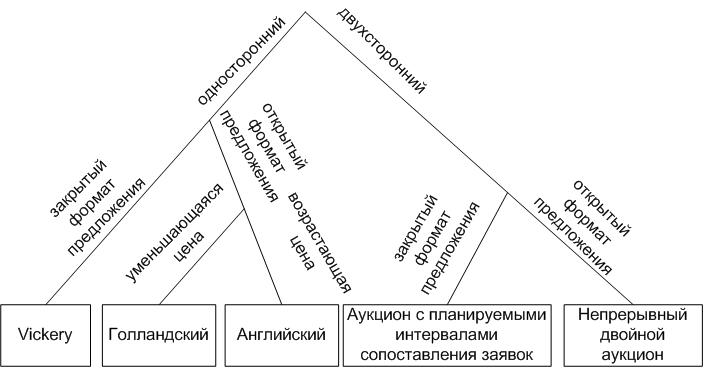 односторонний
двухсторонний
закрытый
формат
предложения
открытый
формат
предложения
уменьшающаяся
цена
возрастающая
цена
закрытый
формат
предложения
открытый
формат
предложения
Vickery
Голландский
Английский
Аукцион с планируемыми
интервалами
сопоставления заявок
Непрерывный
двойной
аукцион